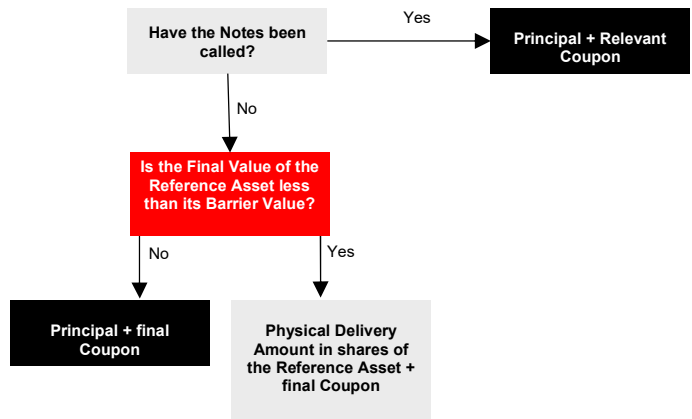 Have the Notes been
called?
Yes
Principal + Relevant
Coupon
No
Is the Final Value of the
Reference Asset less
than its Barrier Value?
No
Yes
Principal + final
Coupon
Physical Delivery
Amount in shares of
the Reference Asset +
final Coupon